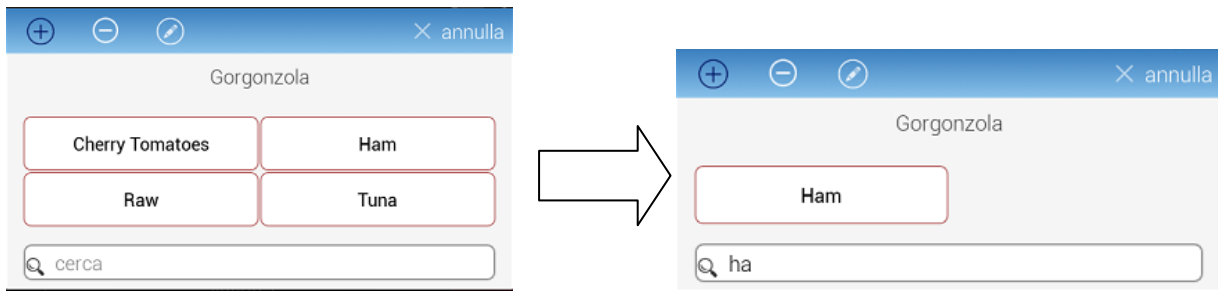 annulla
Gorgonzola
Cherry Tomatoes Ham
Raw Tuna
cerca
annulla
Gorgonzola
Ham
ha